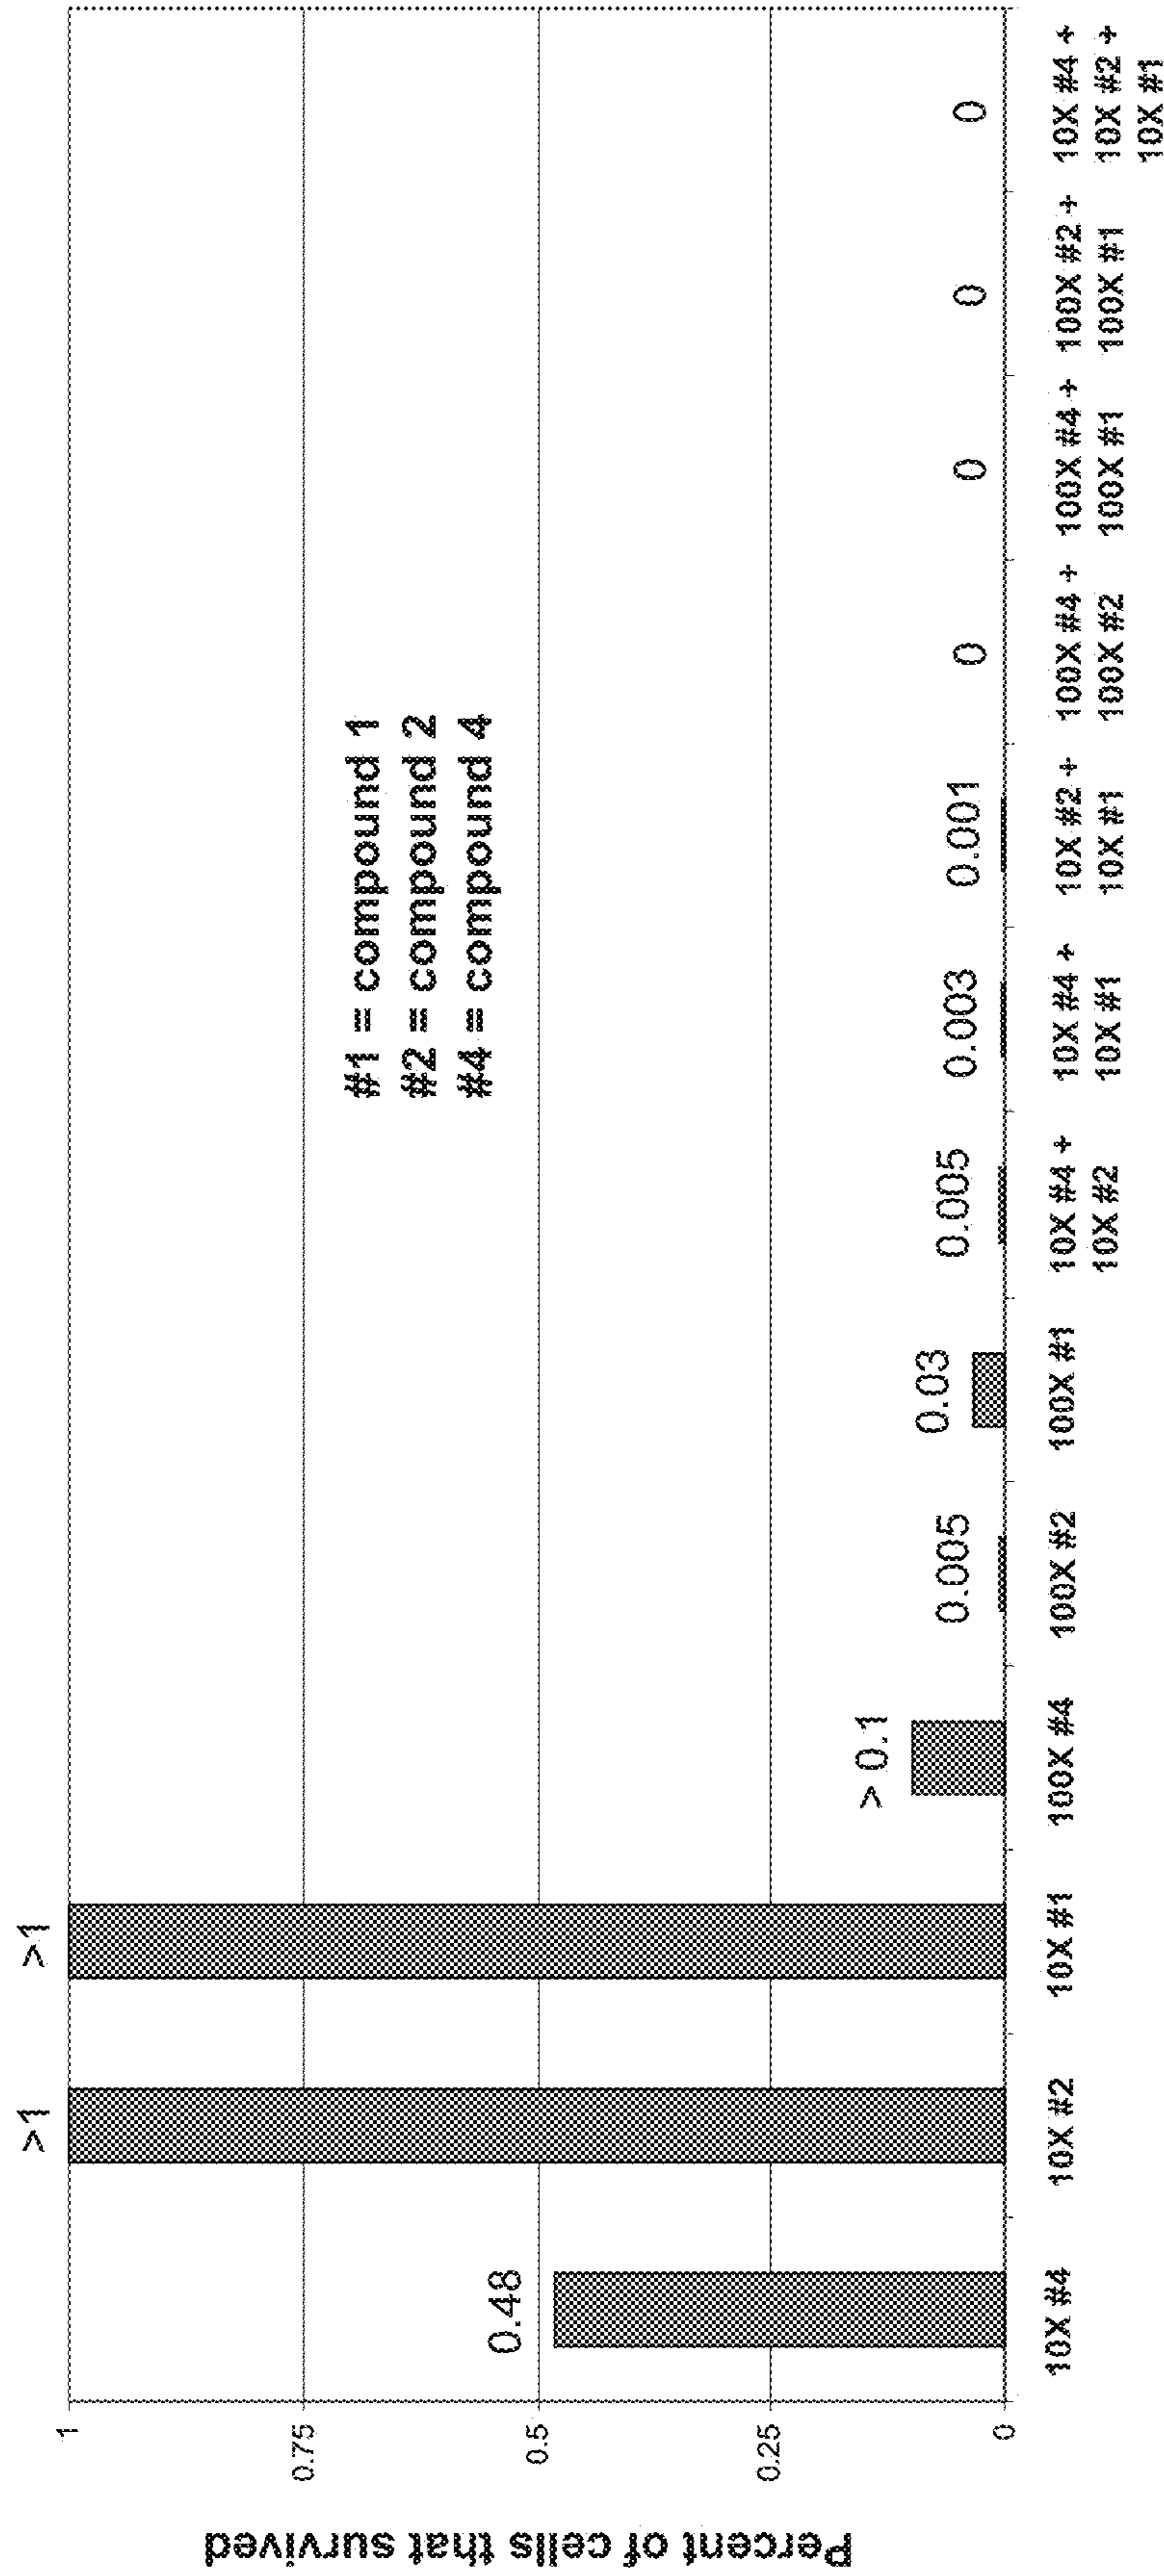 Percent of cells that survived
1
0.75
0.5
0.25
0
0.48
>1
>1
> 0.1
0.005
0.03
0.005
0.003
0.001
0
0
0
0
#1 = compound 1
#2 = compound 2
#4 = compound 4
10X #4
10X #2
10X #1
100X #4
100X #2
100X #1
10X #4 +
10X #2
10X #4 +
10X #1
10X #2 +
10X #1
100X #4 +
100X #2
100X #4 +
100X #1
100X #2 +
100X #1
10X #4 +
10X #2 +
10X #1